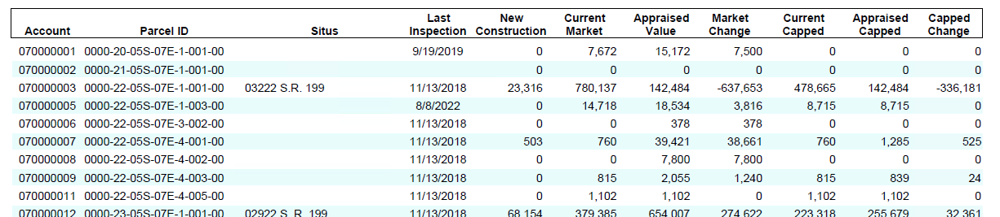 Last New Current Appraised Market Current Appraised Capped
Account Parcel ID Situs Inspection Construction Market Value Change Capped Capped Change
070000001 0000-20-05S-07E-1-001-00 9/19/2019 0 7,672 15,172 7,500 0 0 0
070000002 0000-21-05S-07E-1-001-00 0 0 0 0 0 0 0
070000003 0000-22-05S-07E-1-001-00 03222 S.R. 199 11/13/2018 23,316 780,137 142,484 -637,653 478,665 142,484 -336,181
070000005 0000-22-05S-07E-1-003-00 8/8/2022 0 14,718 18,534 3,816 8,715 8,715 0
070000006 0000-22-05S-07E-3-002-00 11/13/2018 0 0 378 378 0 0 0
070000007 0000-22-05S-07E-4-001-00 11/13/2018 503 760 39,421 38,661 760 1,285 525
070000008 0000-22-05S-07E-4-002-00 11/13/2018 0 0 7,800 7,800 0 0 0
070000009 0000-22-05S-07E-4-003-00 11/13/2018 0 815 2,055 1,240 815 839 24
070000011 0000-22-05S-07E-4-005-00 11/13/2018 0 1,102 1,102 0 1,102 1,102 0
070000012 0000-23-05S-07E-1-001-00 02922 S. R. 199 11/13/2018 68,154 379,385 654,007 274,622 223,318 255,679 32,361